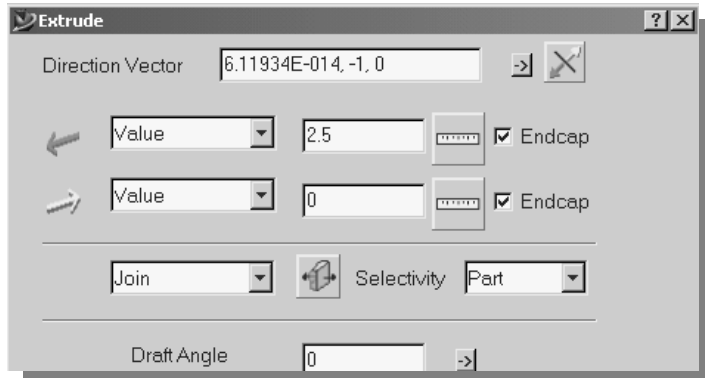 Extrude ? ×
Direction Vector 6.11934E-014, -1, 0 ->
Value 2.5 Endcap
Value 0 Endcap
Join Selectivity Part
Draft Angle 0 ->